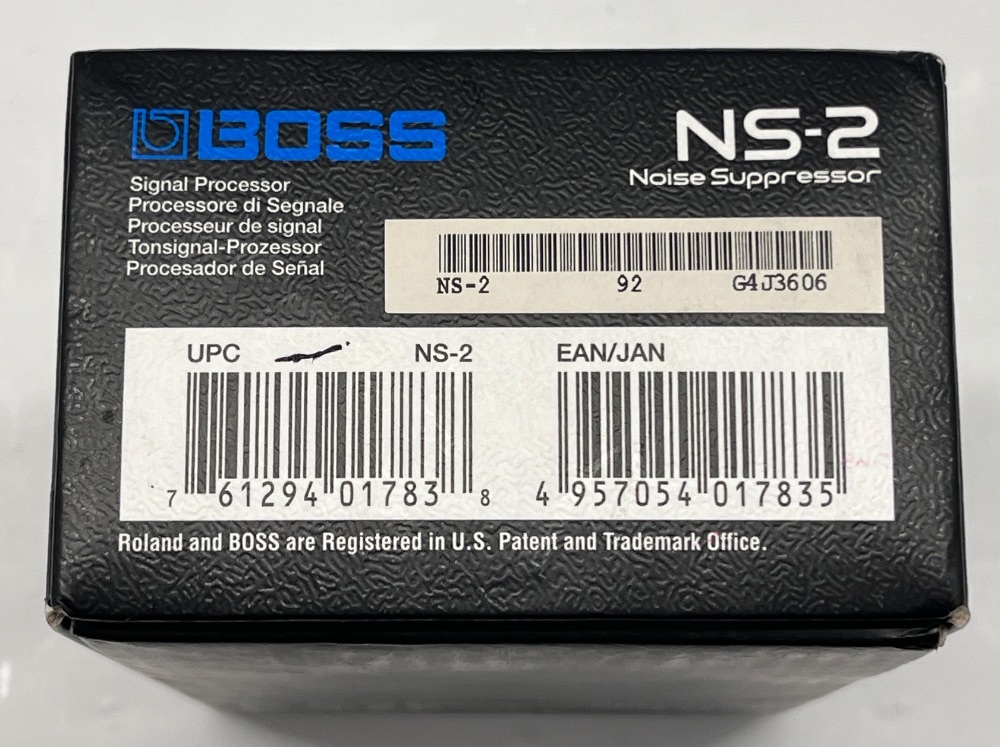 BOSS
NS-2
Noise Suppressor
Signal Processor
Processore di Segnale
Processeur de signal
Tonsignal-Prozessor
Procesador de Señal
NS-2 92 G4J3606
UPC NS-2 EAN/JAN
7 61294 01783 8 4 957054 017835
Roland and BOSS are Registered in U.S. Patent and Trademark Office.